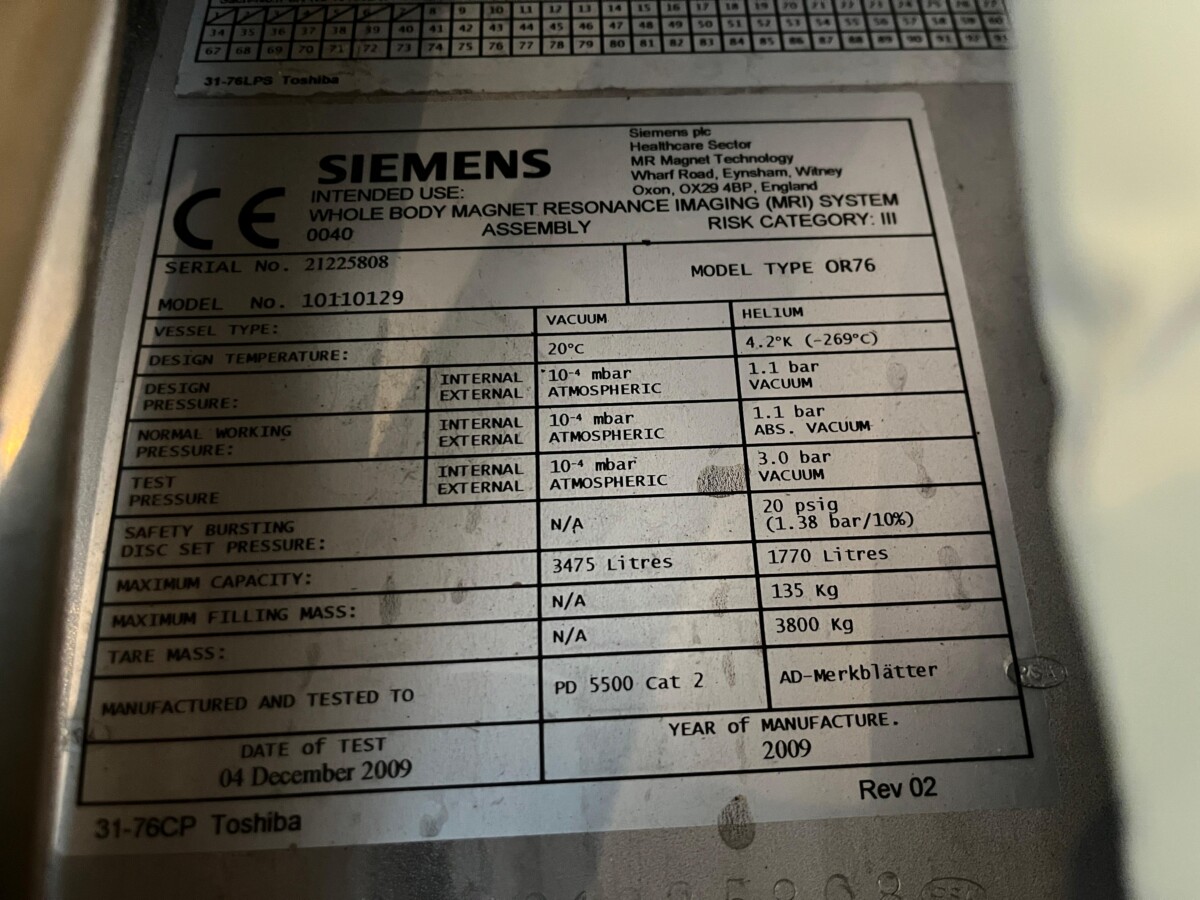 8 9 10 11 12 13 14 15 16 17 18 19 20 21 22
34 35 36 37 38 39 40 41 42 43 44 45 46 47 48 49 50 51 52 53 54 55 56 57 58 59 60
67 68 69 70 71 72 73 74 75 76 77 78 79 80 81 82 83 84 85 86 87 88 89 90 91 92 93
31-76LPS Toshiba
Siemens plc
Healthcare Sector
MR Magnet Technology
Wharf Road, Eynsham, Witney
Oxon, OX29 4BP, England
SIEMENS
CE
INTENDED USE:
WHOLE BODY MAGNET RESONANCE IMAGING (MRI) SYSTEM
0040 ASSEMBLY RISK CATEGORY: III
SERIAL No. 21225808
MODEL TYPE OR76
MODEL No. 10110129
VESSEL TYPE: VACUUM HELIUM
DESIGN TEMPERATURE: 20°C 4.2°K (-269°C)
DESIGN INTERNAL 10⁻⁴ mbar 1.1 bar
PRESSURE: EXTERNAL ATMOSPHERIC VACUUM
NORMAL WORKING INTERNAL 10⁻⁴ mbar 1.1 bar
PRESSURE: EXTERNAL ATMOSPHERIC ABS. VACUUM
TEST INTERNAL 10⁻⁴ mbar 3.0 bar
PRESSURE EXTERNAL ATMOSPHERIC VACUUM
SAFETY BURSTING N/A 20 psig
DISC SET PRESSURE: (1.38 bar/10%)
MAXIMUM CAPACITY: 3475 Litres 1770 Litres
MAXIMUM FILLING MASS: N/A 135 Kg
TARE MASS: N/A 3800 Kg
MANUFACTURED AND TESTED TO PD 5500 Cat 2 AD-Merkblätter
DATE of TEST YEAR of MANUFACTURE.
04 December 2009 2009
31-76CP Toshiba Rev 02